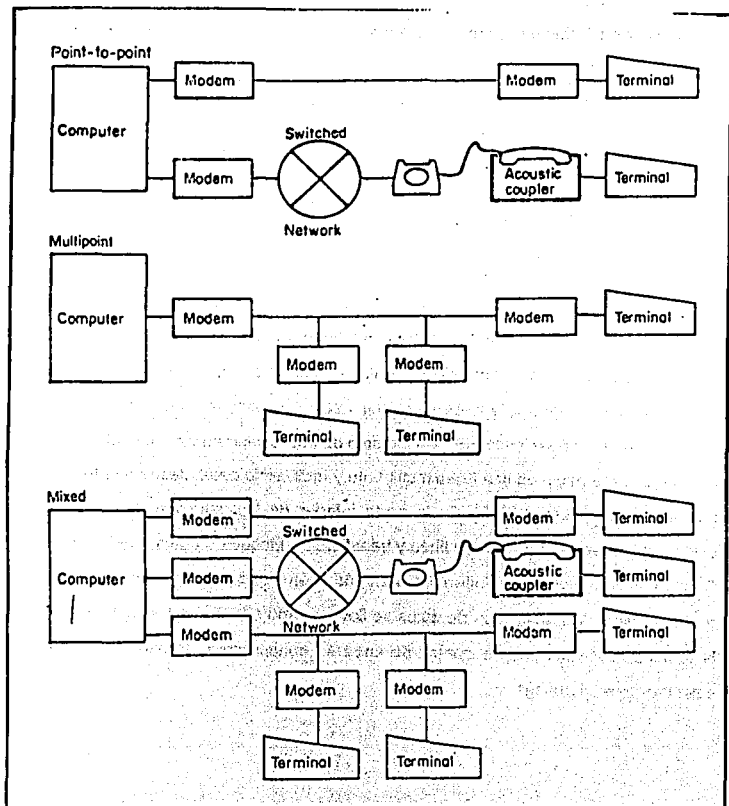 Point-to-point
Modem
Modem
Terminal
Computer
Switched
Modem
Acoustic
coupler
Terminal
Network
Multipoint
Computer
Modem
Modem
Terminal
Modem
Modem
Terminal
Terminal
Mixed
Modem
Modem
Terminal
Switched
Computer
Modem
Acoustic
coupler
Terminal
Network
Modem
Modem
Terminal
Modem
Modem
Terminal
Terminal